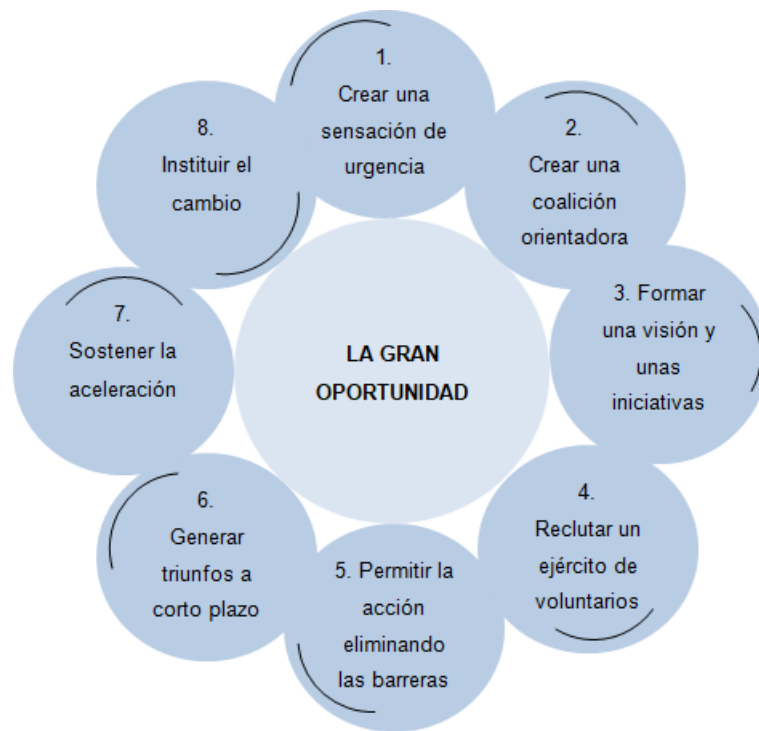 1.
Crear una
sensación de
urgencia
2.
Crear una
coalición
orientadora
3. Formar
una visión y
unas
iniciativas
4.
Reclutar un
ejército de
voluntarios
5. Permitir la
acción
eliminando
las barreras
6.
Generar
triunfos a
corto plazo
7.
Sostener la
aceleración
8.
Instituir el
cambio
LA GRAN
OPORTUNIDAD